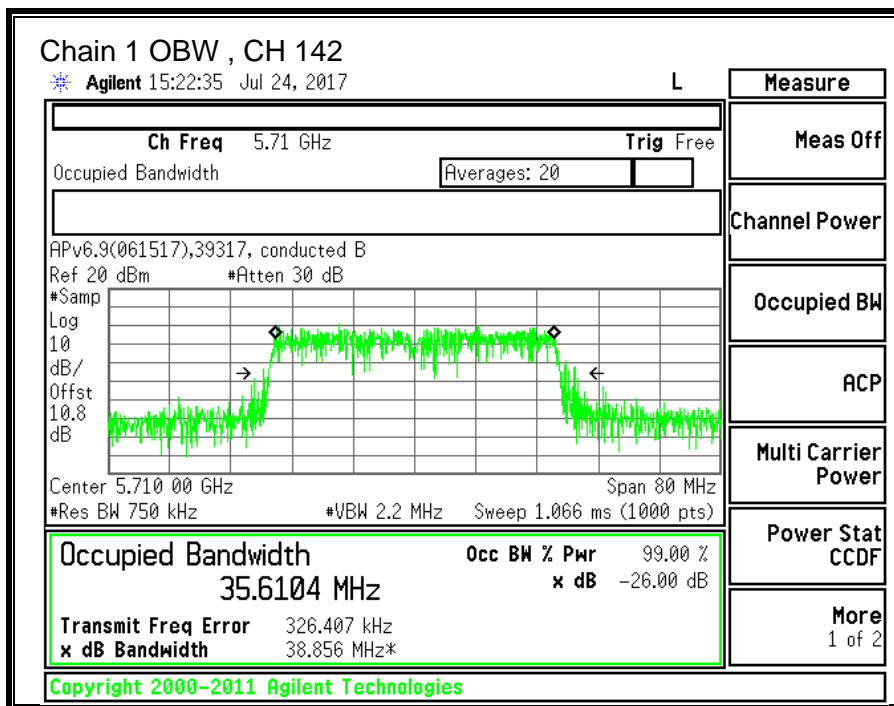 Chain 1 OBW , CH 142
Agilent 15:22:35 Jul 24, 2017 L
Measure
Ch Freq 5.71 GHz Trig Free
Meas Off
Occupied Bandwidth Averages: 20
Channel Power
APv6.9(061517),39317, conducted B
Ref 20 dBm #Atten 30 dB
#Samp
Log
10
dB/
Offst
10.8
dB
Occupied BW
ACP
Multi Carrier
Power
Center 5.710 00 GHz Span 80 MHz
#Res BW 750 kHz #VBW 2.2 MHz Sweep 1.066 ms (1000 pts)
Power Stat
CCDF
Occupied Bandwidth Occ BW % Pwr 99.00 %
35.6104 MHz x dB -26.00 dB
Transmit Freq Error 326.407 kHz
x dB Bandwidth 38.856 MHz*
More
1 of 2
Copyright 2000-2011 Agilent Technologies